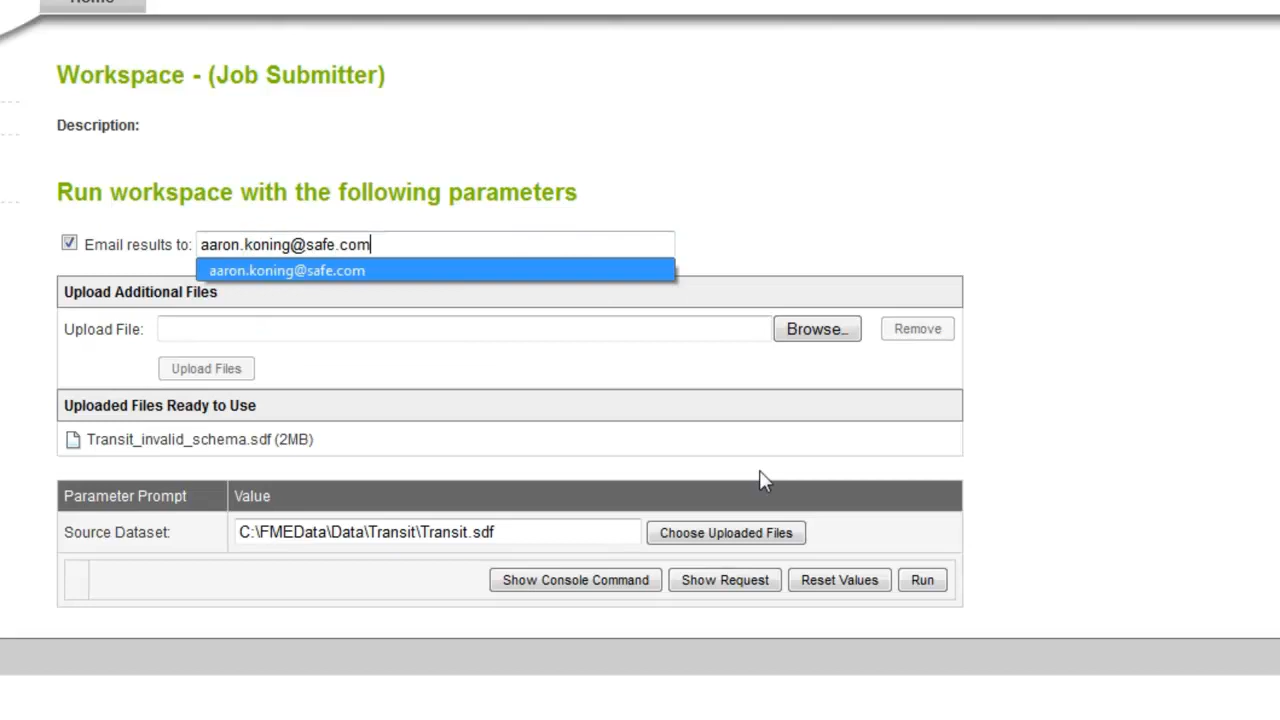 Home
Workspace - (Job Submitter)
Description:
Run workspace with the following parameters
Email results to: aaron.koning@safe.com
aaron.koning@safe.com
Upload Additional Files
Upload File: Browse... Remove
Upload Files
Uploaded Files Ready to Use
Transit_invalid_schema.sdf (2MB)
Parameter Prompt Value
Source Dataset: C:\FMEData\Data\Transit\Transit.sdf Choose Uploaded Files
Show Console Command Show Request Reset Values Run